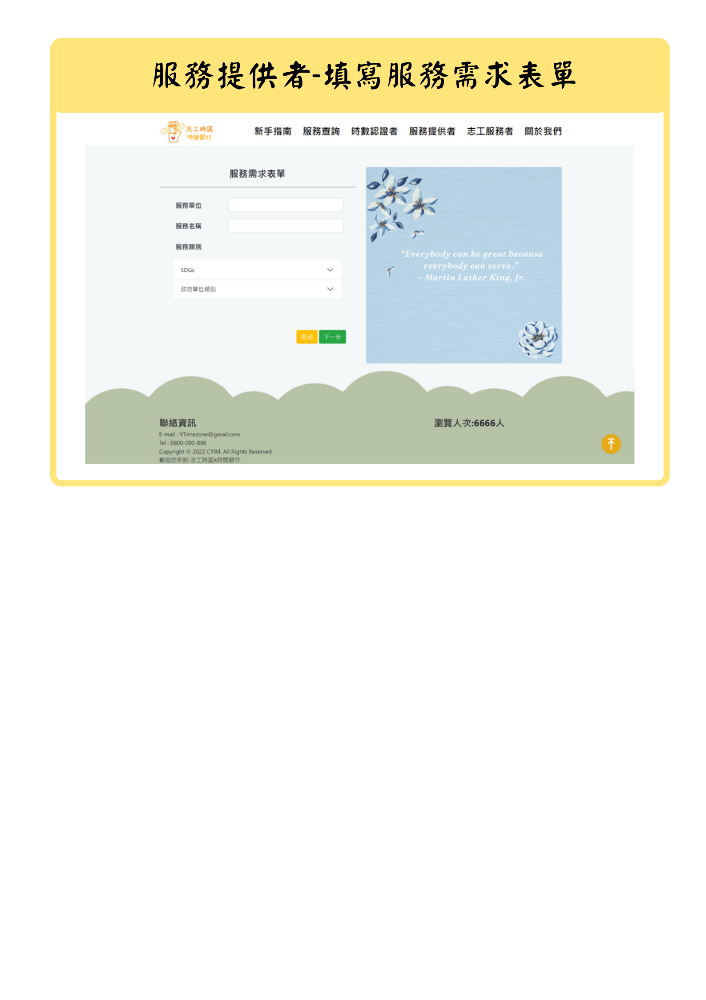 服務提供者-填寫服務需求表單
志工時區
時間銀行
新手指南 服務查詢 時數認證者 服務提供者 志工服務者 關於我們
服務需求表單
服務單位
服務名稱
服務類別
SDGs
政府單位類別
取消 下一步
“Everybody can be great because
everybody can serve.”
– Martin Luther King, Jr.
聯絡資訊
E-mail : VTimezone@gmail.com
Tel : 0800-000-888
Copyright © 2022 CYIM. All Rights Reserved
歡迎您來到-志工時區X時間銀行
瀏覽人次:6666人